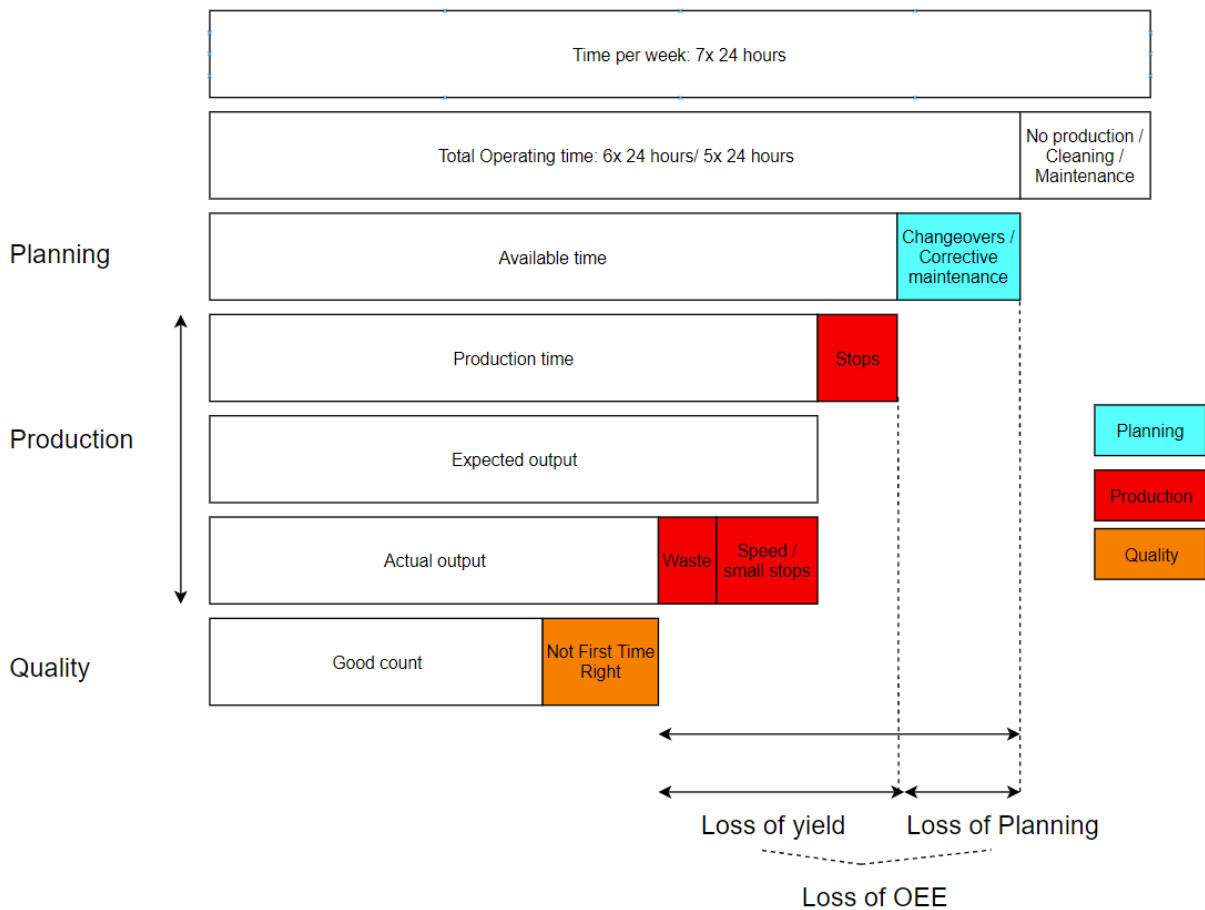 Time per week: 7x 24 hours
Total Operating time: 6x 24 hours/ 5x 24 hours
No production /
Cleaning /
Maintenance
Planning
Available time
Changeovers /
Corrective
maintenance
Production time
Stops
Production
Expected output
Planning
Production
Quality
Actual output
Waste
Speed /
small stops
Quality
Good count
Not First Time
Right
Loss of yield
Loss of Planning
Loss of OEE